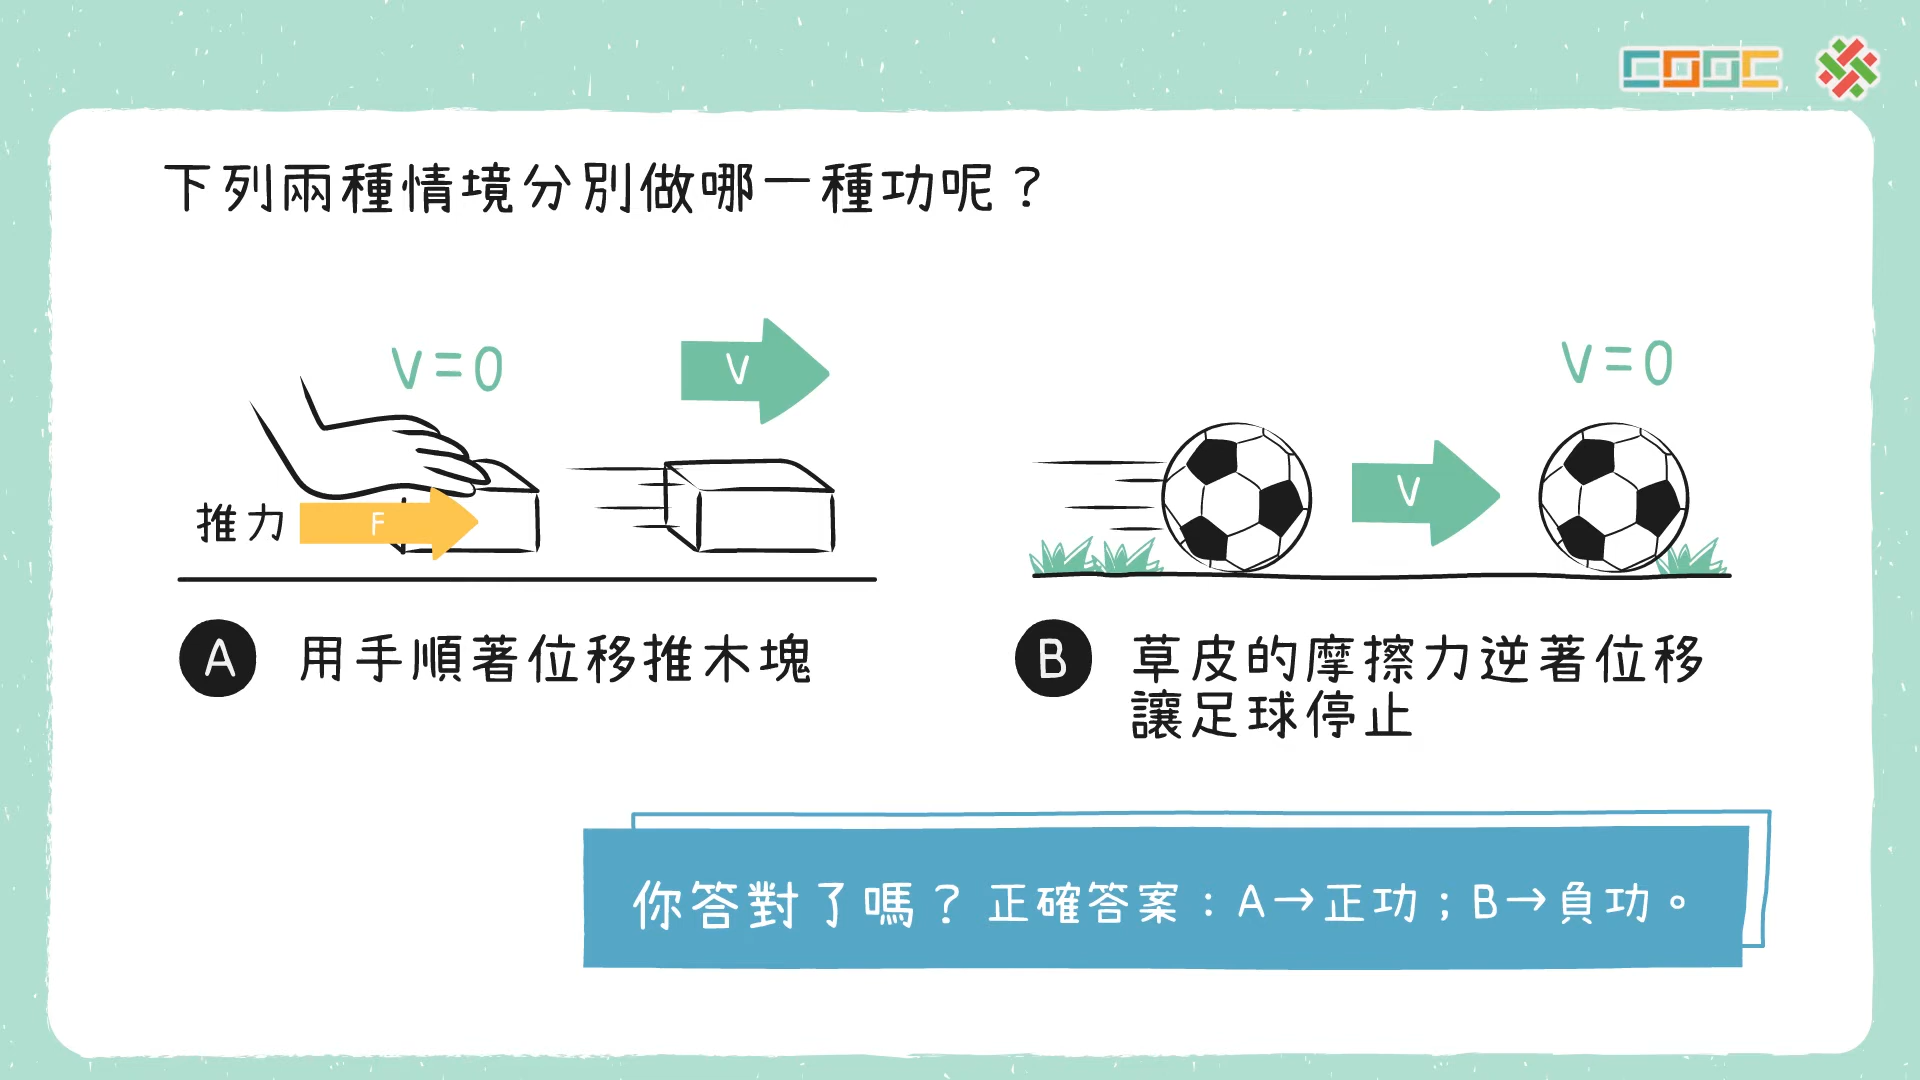 COOC
下列兩種情境分別做哪一種功呢？
V=0
V
推力
F
V
V=0
A 用手順著位移推木塊
B 草皮的摩擦力逆著位移
讓足球停止
你答對了嗎？正確答案：A→正功；B→負功。